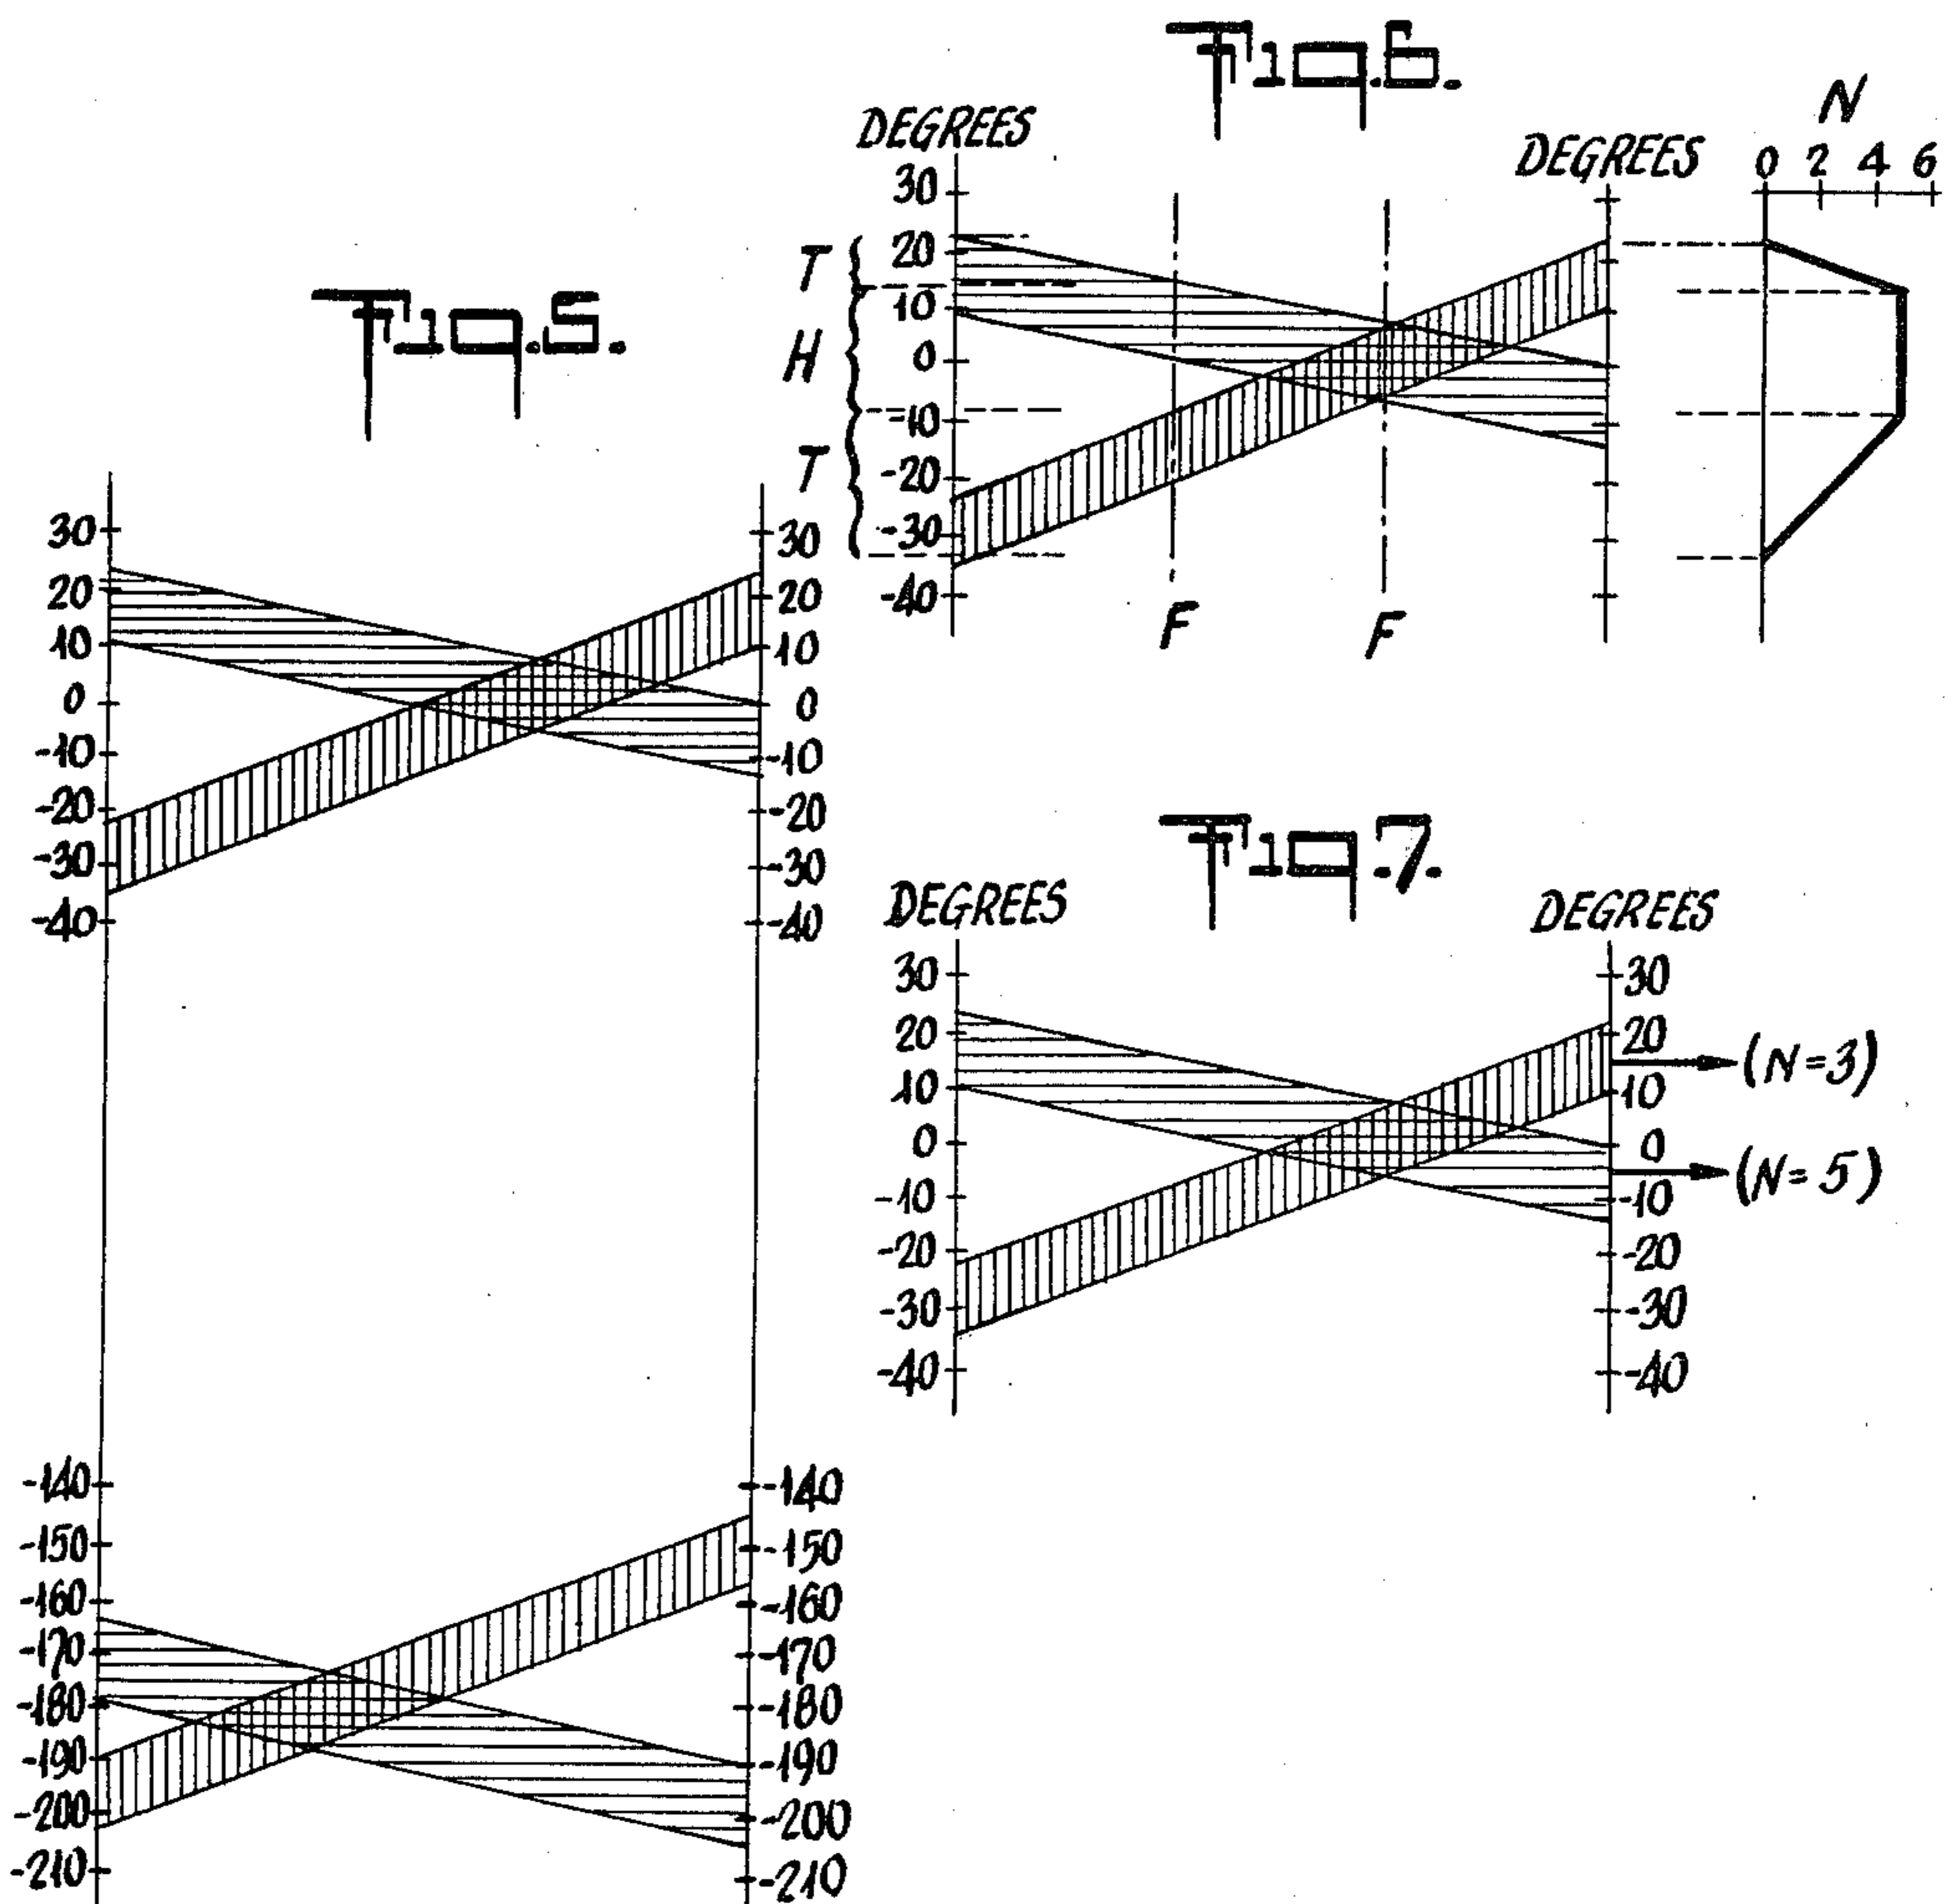 Fig.5.
30 30
20 20
10 10
0 0
-10 -10
-20 -20
-30 -30
-40 -40
-140 -140
-150 -150
-160 -160
-170 -170
-180 -180
-190 -190
-200 -200
-210 -210
Fig.6.
DEGREES DEGREES N
0 2 4 6
30
T 20
10
H 0
-10
T -20
-30
-40
F F
Fig.7.
DEGREES DEGREES
30 30
20 20 (N=3)
10 10
0 0 (N=5)
-10 -10
-20 -20
-30 -30
-40 -40